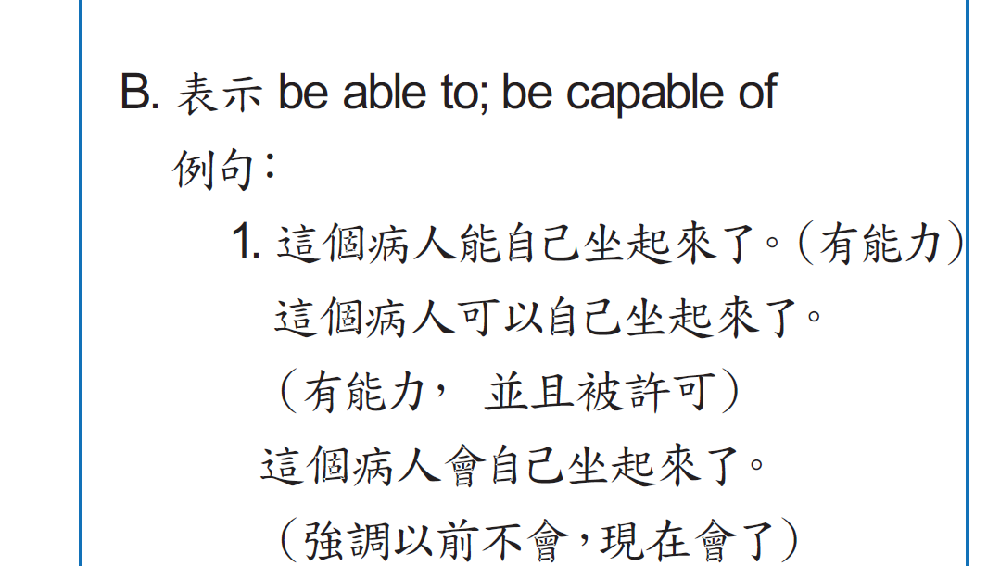 B. 表示 be able to; be capable of
例句：
1. 這個病人能自己坐起來了。（有能力）
這個病人可以自己坐起來了。
（有能力， 並且被許可）
這個病人會自己坐起來了。
（強調以前不會，現在會了）